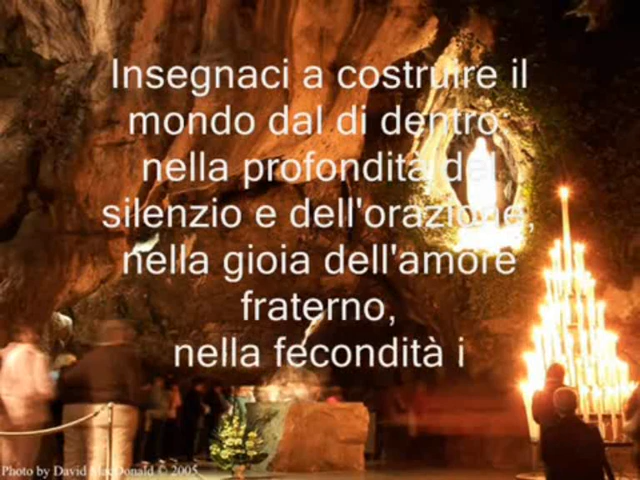 Insegnaci a costruire il
mondo dal di dentro:
nella profondità del
silenzio e dell'orazione,
nella gioia dell'amore
fraterno,
nella fecondità i
Photo by David MacDonald © 2005